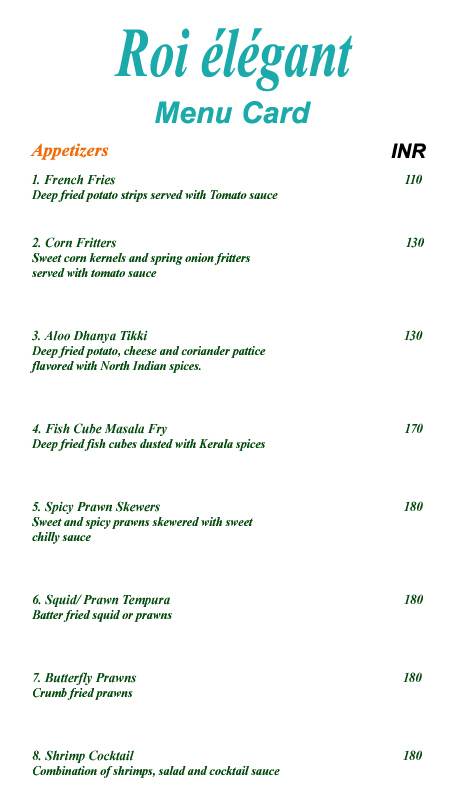 Roi élégant
Menu Card
Appetizers INR
1. French Fries 110
Deep fried potato strips served with Tomato sauce
2. Corn Fritters 130
Sweet corn kernels and spring onion fritters
served with tomato sauce
3. Aloo Dhanya Tikki 130
Deep fried potato, cheese and coriander pattice
flavored with North Indian spices.
4. Fish Cube Masala Fry 170
Deep fried fish cubes dusted with Kerala spices
5. Spicy Prawn Skewers 180
Sweet and spicy prawns skewered with sweet
chilly sauce
6. Squid/ Prawn Tempura 180
Batter fried squid or prawns
7. Butterfly Prawns 180
Crumb fried prawns
8. Shrimp Cocktail 180
Combination of shrimps, salad and cocktail sauce